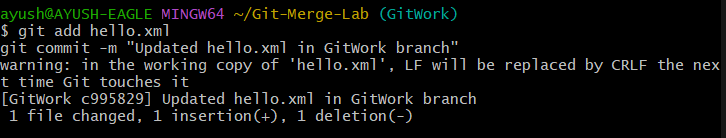 ayush@AYUSH-EAGLE MINGW64 ~/Git-Merge-Lab (GitWork)
$ git add hello.xml
git commit -m "Updated hello.xml in GitWork branch"
warning: in the working copy of 'hello.xml', LF will be replaced by CRLF the nex
t time Git touches it
[GitWork c995829] Updated hello.xml in GitWork branch
 1 file changed, 1 insertion(+), 1 deletion(-)